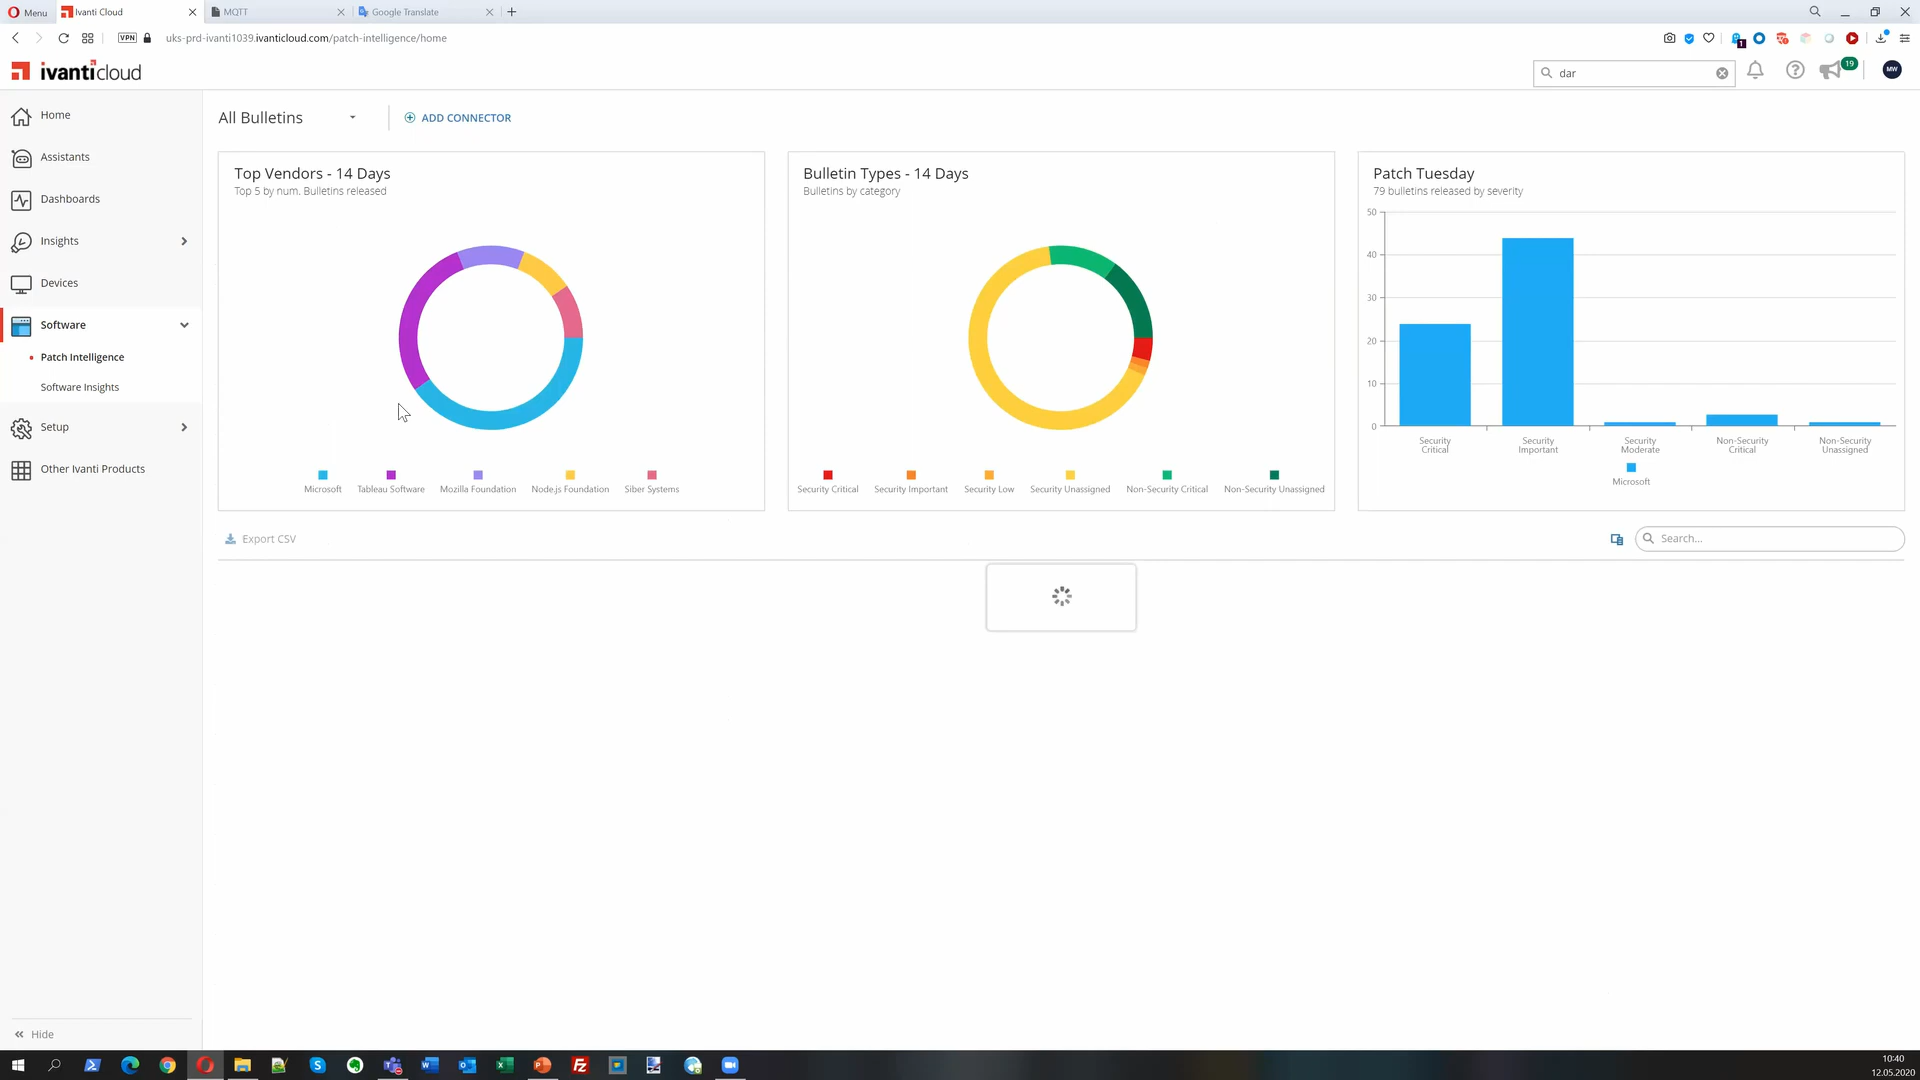 Menu
Ivanti Cloud
MQTT
Google Translate
VPN
uks-prd-ivanti1039.ivanticloud.com/patch-intelligence/home
1
ivanticloud
dar
19
MW
Home
Assistants
Dashboards
Insights
Devices
Software
Patch Intelligence
Software Insights
Setup
Other Ivanti Products
Hide
All Bulletins
ADD CONNECTOR
Top Vendors - 14 Days
Top 5 by num. Bulletins released
Microsoft
Tableau Software
Mozilla Foundation
Node.js Foundation
Siber Systems
Bulletin Types - 14 Days
Bulletins by category
Security Critical
Security Important
Security Low
Security Unassigned
Non-Security Critical
Non-Security Unassigned
Patch Tuesday
79 bulletins released by severity
50
40
30
20
10
0
Security
Critical
Security
Important
Security
Moderate
Non-Security
Critical
Non-Security
Unassigned
Microsoft
Export CSV
Search...
10:40
12.05.2020